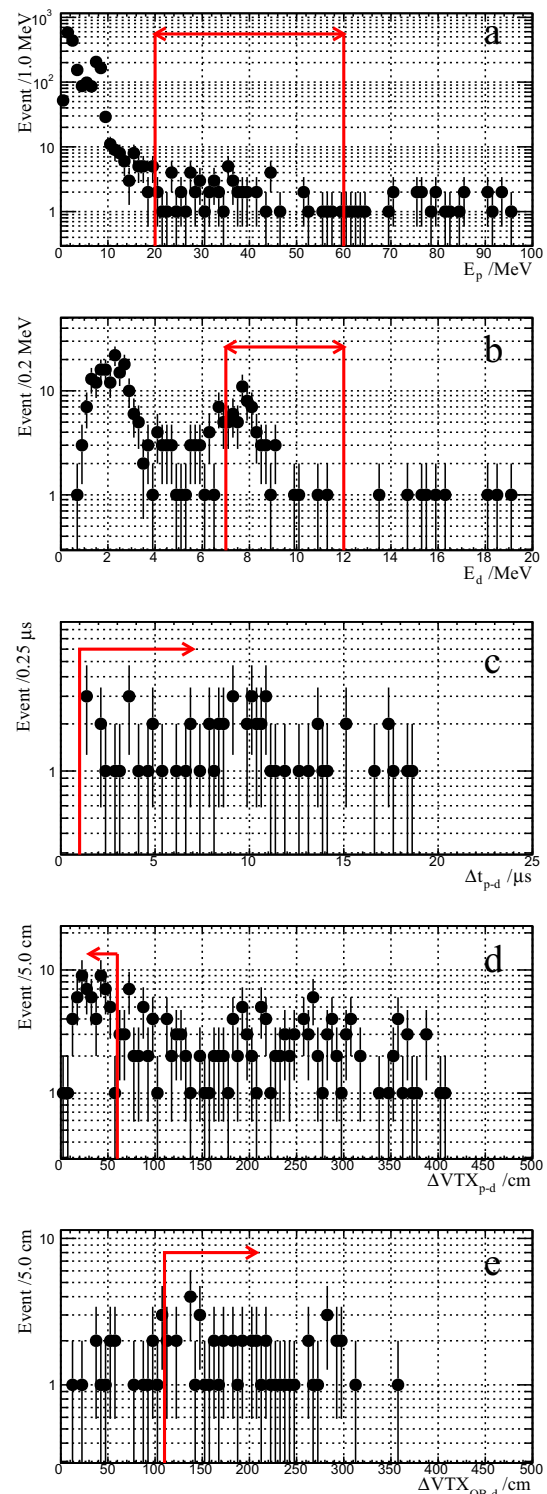 a
Event /1.0 MeV
10³
10²
10
1
0 10 20 30 40 50 60 70 80 90 100
E_p /MeV
b
Event /0.2 MeV
10
1
0 2 4 6 8 10 12 14 16 18 20
E_d /MeV
c
Event /0.25 µs
1
0 5 10 15 20 25
Δt_p-d /µs
d
Event /5.0 cm
10
1
0 50 100 150 200 250 300 350 400 450 500
ΔVTX_p-d /cm
e
Event /5.0 cm
10
1
0 50 100 150 200 250 300 350 400 450 500
ΔVTX_OB-d /cm